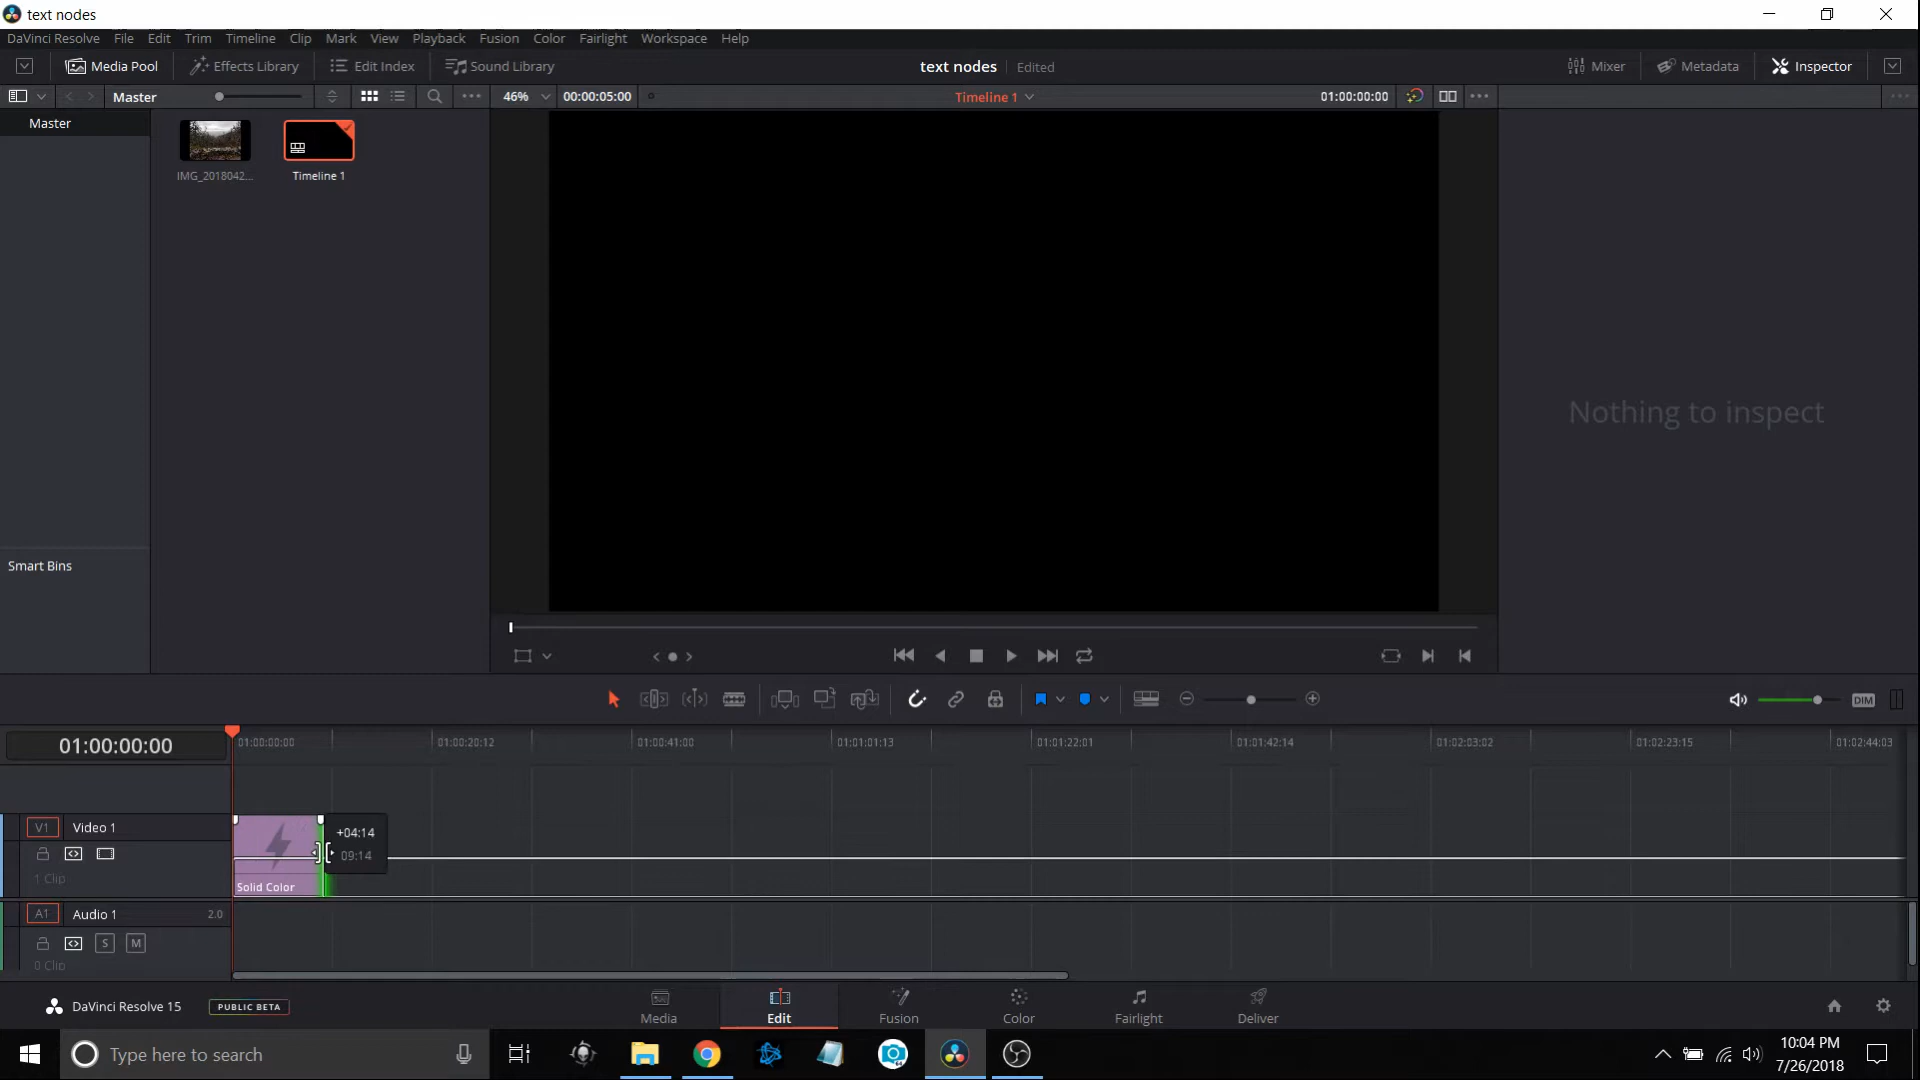 text nodes
DaVinci Resolve File Edit Trim Timeline Clip Mark View Playback Fusion Color Fairlight Workspace Help
Media Pool Effects Library Edit Index Sound Library text nodes Edited Mixer Metadata Inspector
Master 46% 00:00:05:00 Timeline 1 01:00:00:00
Master
IMG_2018042... Timeline 1
Nothing to inspect
Smart Bins
DIM
01:00:00:00 01:00:00:00 01:00:20:12 01:00:41:00 01:01:01:13 01:01:22:01 01:01:42:14 01:02:03:02 01:02:23:15 01:02:44:03
V1 Video 1 +04:14
09:14
1 Clip
Solid Color
A1 Audio 1 2.0
S M
0 Clip
DaVinci Resolve 15 PUBLIC BETA Media Edit Fusion Color Fairlight Deliver
Type here to search 10:04 PM
7/26/2018